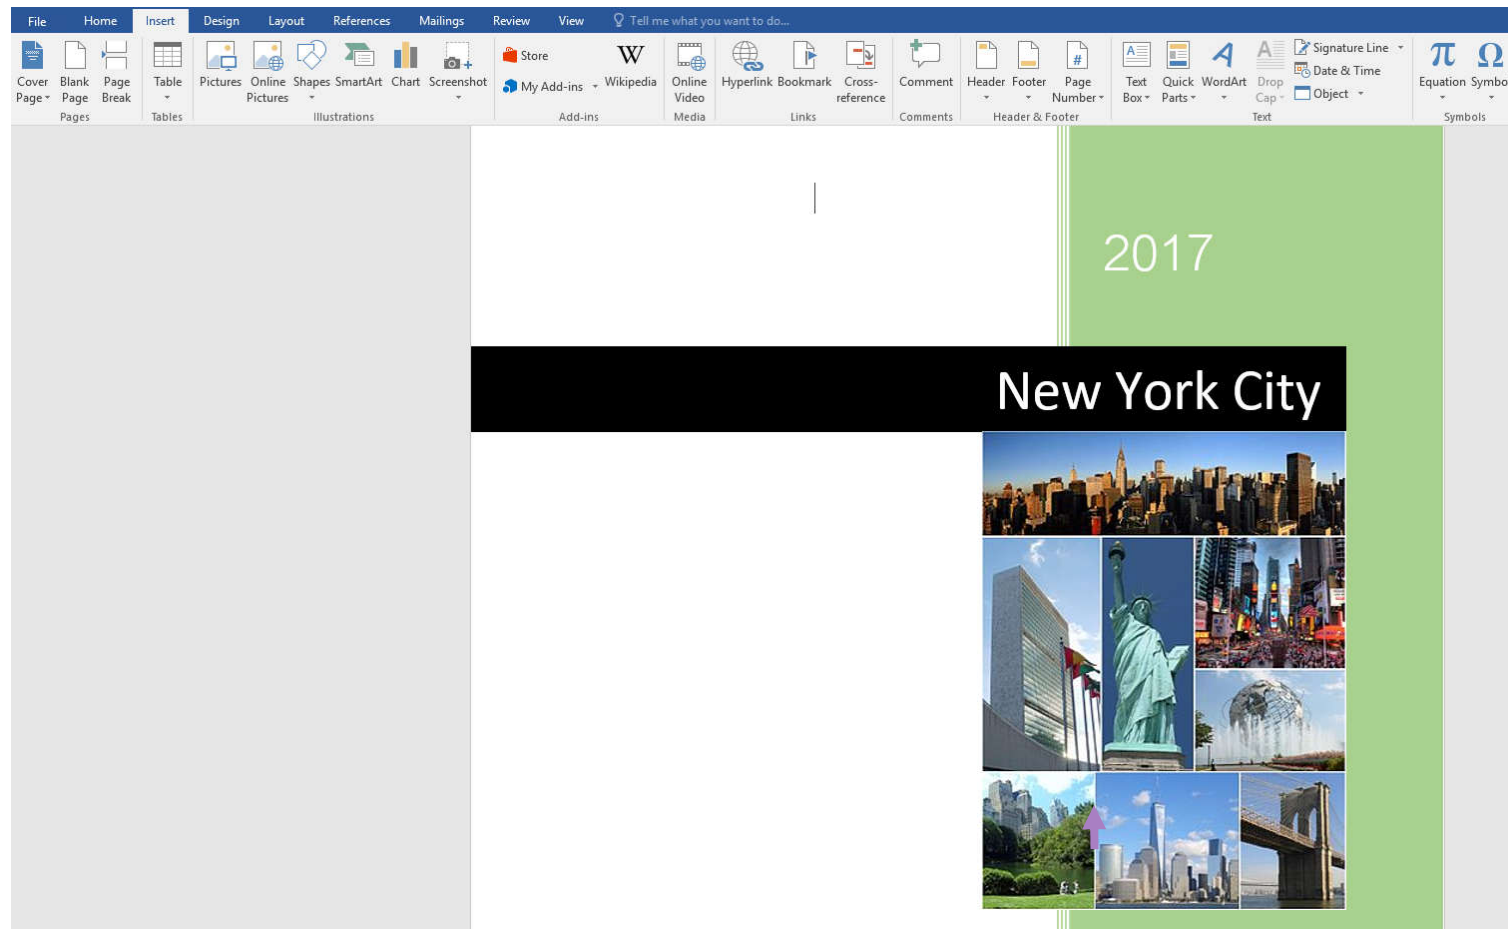 File Home Insert Design Layout References Mailings Review View Tell me what you want to do...
Cover Page
Blank Page
Page Break
Pages
Table
Tables
Pictures
Online Pictures
Shapes
SmartArt
Chart
Screenshot
Illustrations
Store
My Add-ins
W
Wikipedia
Add-ins
Online Video
Media
Hyperlink
Bookmark
Cross-reference
Links
Comment
Comments
Header
Footer
# Page Number
Header & Footer
A
Text Box
Quick Parts
A
WordArt
A
Drop Cap
Signature Line
Date & Time
Object
Text
π
Equation
Ω
Symbo
Symbols
2017
New York City